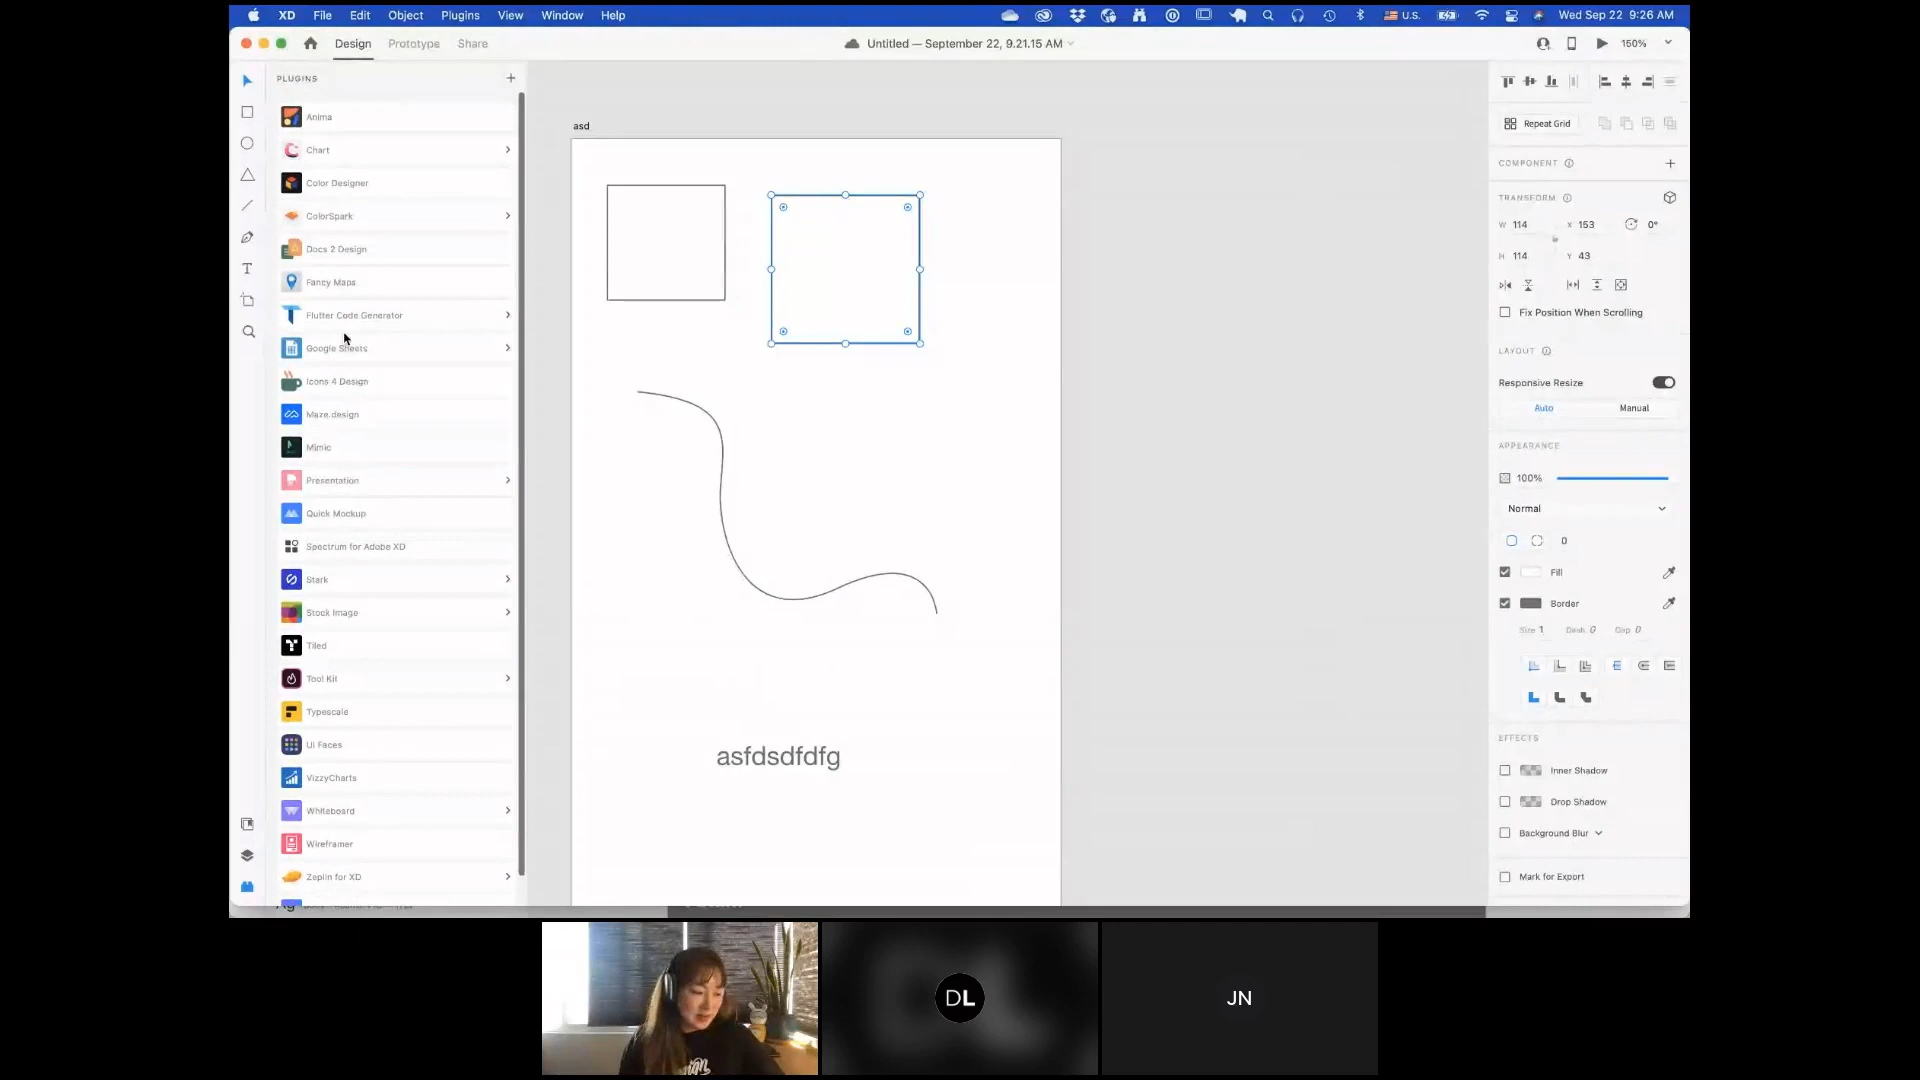 XD File Edit Object Plugins View Window Help U.S. Wed Sep 22 9:26 AM
Design Prototype Share Untitled — September 22, 9.21.15 AM 150%
PLUGINS
Anima
Chart
Color Designer
ColorSpark
Docs 2 Design
Fancy Maps
Flutter Code Generator
Google Sheets
Icons 4 Design
Maze.design
Mimic
Presentation
Quick Mockup
Spectrum for Adobe XD
Stark
Stock Image
Tiled
Tool Kit
Typescale
UI Faces
VizzyCharts
Whiteboard
Wireframer
Zeplin for XD
asd
asfdsdfdfg
Repeat Grid
COMPONENT
TRANSFORM
W 114 X 153 0°
H 114 Y 43
Fix Position When Scrolling
LAYOUT
Responsive Resize
Auto Manual
APPEARANCE
100%
Normal
0
Fill
Border
Size 1 Dash 0 Gap 0
EFFECTS
Inner Shadow
Drop Shadow
Background Blur
Mark for Export
DL
JN